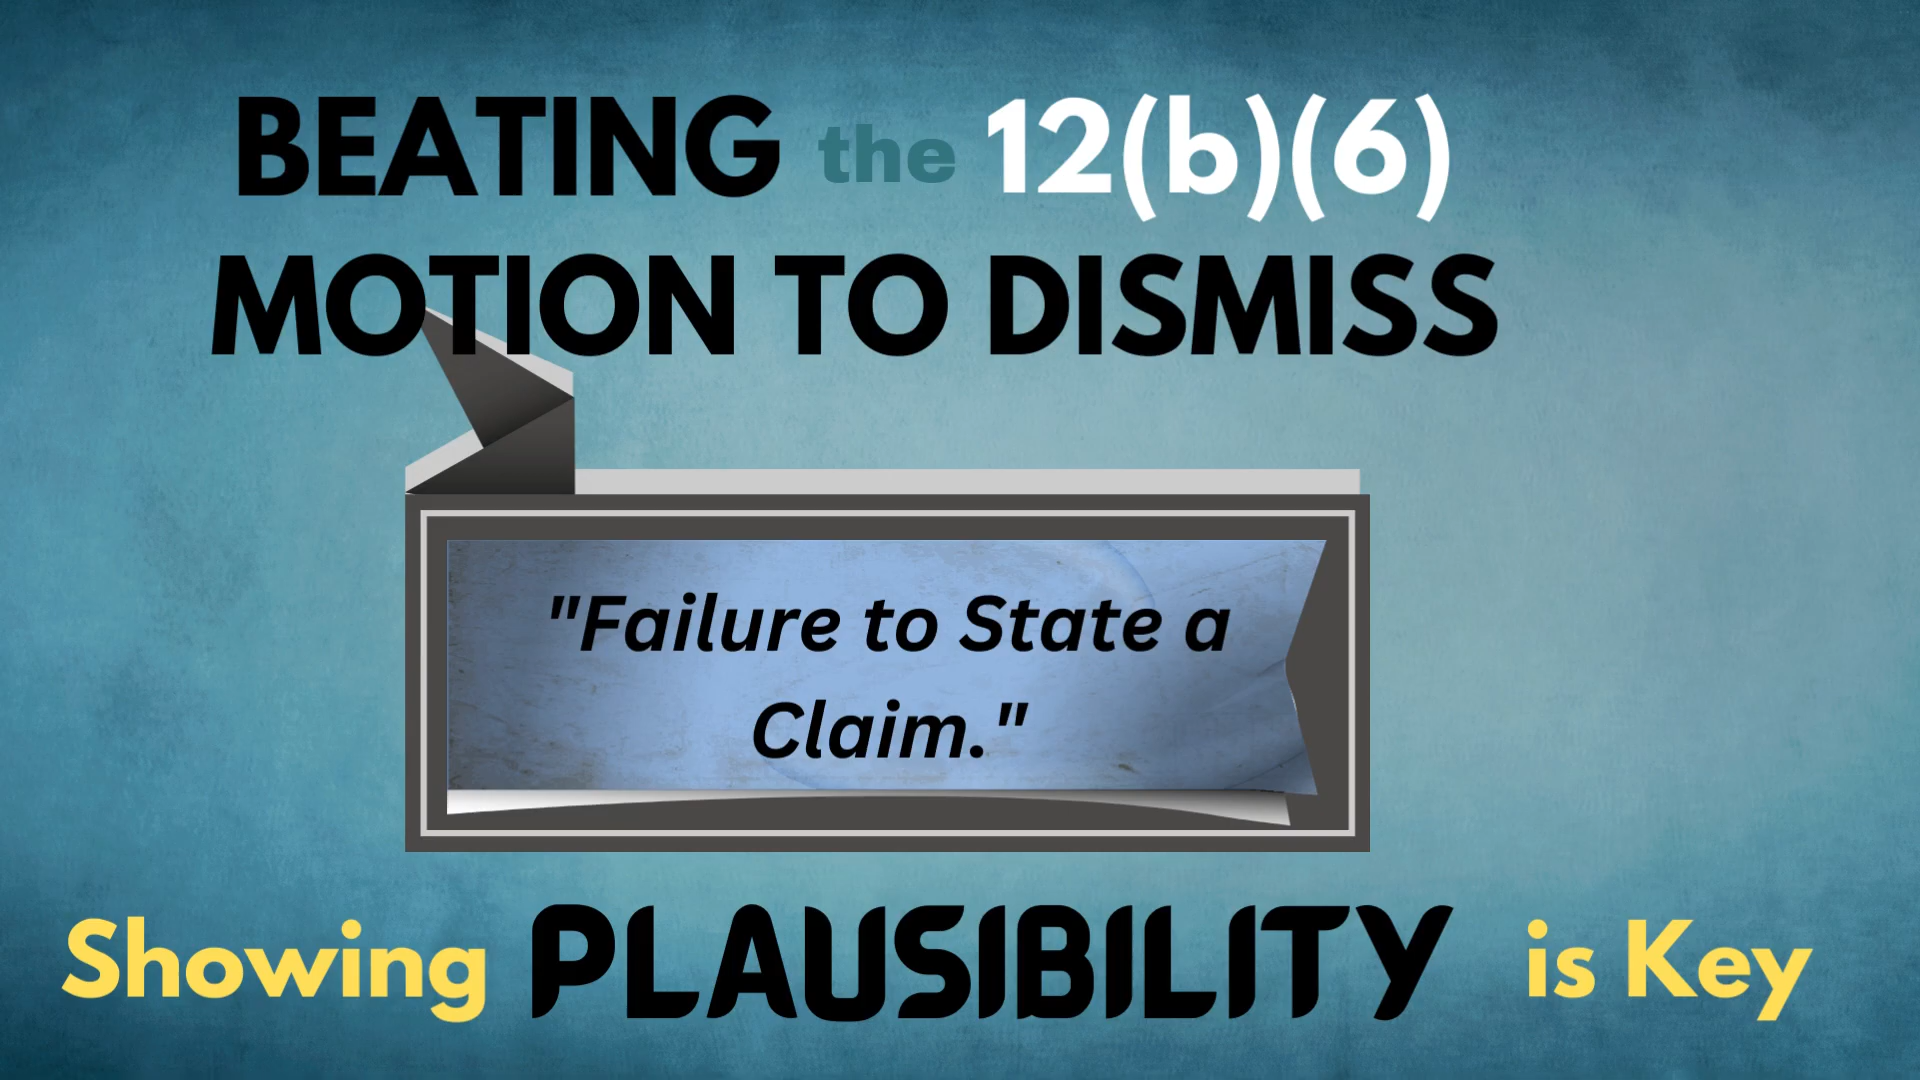 BEATING the 12(b)(6)
MOTION TO DISMISS
"Failure to State a
Claim."
Showing PLAUSIBILITY is Key